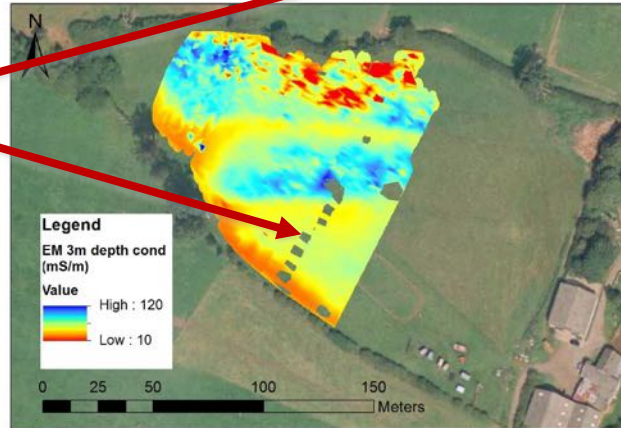 N
Legend
EM 3m depth cond
(mS/m)
Value
High : 120
Low : 10
0 25 50 100 150
Meters